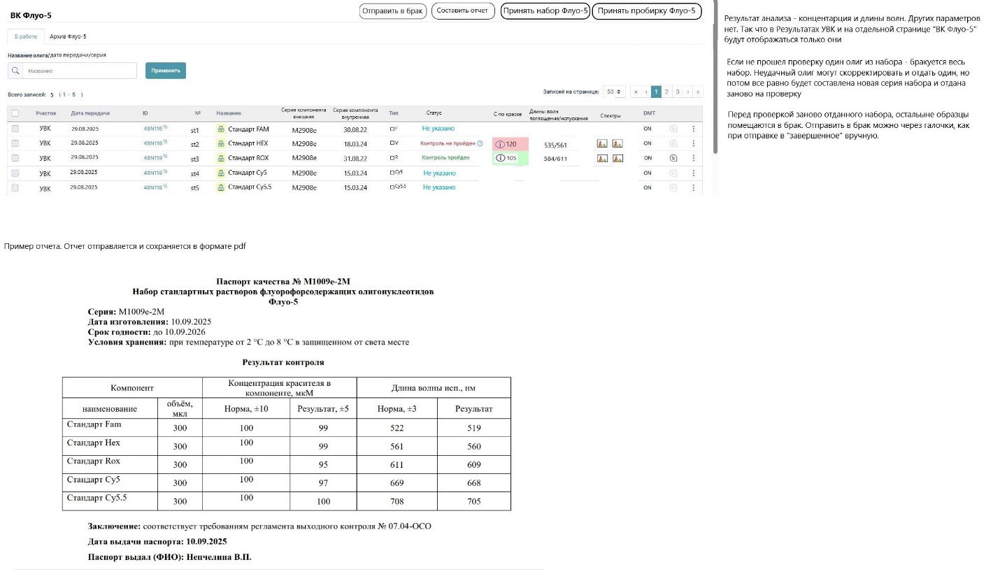 ВК Флуо-5
Отправить в брак
Составить отчет
Принять набор Флуо-5
Принять пробирку Флуо-5
В работе
Архив Флуо-5
Название олига/дата передачи/серия
Название
Применить
Всего записей: 5 ( 1 - 5 )
Записей на странице: 50 « ‹ 1 2 3 › »
Участок Дата передачи ID № Название Серия компонента внешняя Серия компонента внутренняя Тип Статус С по краске Длины волн поглощения/испускания Спектры DMT
УВК 29.08.2025 48N118 st1 Стандарт FAM M2908e 30.08.22 F Не указано ON
УВК 29.08.2025 48N118 st2 Стандарт HEX M2908e 18.03.24 V Контроль не пройден 120 535/561 ON
УВК 29.08.2025 48N119 st3 Стандарт ROX M2908e 31.08.22 R Контроль пройден 105 584/611 ON
УВК 29.08.2025 48N118 st4 Стандарт Cy5 M2908e 15.03.24 Cy5 Не указано ON
УВК 29.08.2025 48N118 st5 Стандарт Cy5.5 M2908e 15.03.24 Cy5.5 Не указано ON
Результат анализа - концентарция и длины волн. Других параметров
нет. Так что в Результатах УВК и на отдельной странице "ВК Флуо-5"
будут отображаться только они
Если не прошел проверку один олиг из набора - бракуется весь
набор. Неудачный олиг могут скорректировать и отдать один, но
потом все равно будет составлена новая серия набора и отдана
заново на проверку
Перед проверкой заново отданного набора, остальыне образцы
помещаются в брак. Отправить в брак можно через галочки, как
при отправке в "завершенное" вручную.
Пример отчета. Отчет отправляется и сохраняется в формате pdf
Паспорт качества № М1009е-2М
Набор стандартных растворов флуорофорсодержащих олигонуклеотидов
Флуо-5
Серия: М1009е-2М
Дата изготовления: 10.09.2025
Срок годности: до 10.09.2026
Условия хранения: при температуре от 2 °С до 8 °С в защищенном от света месте
Результат контроля
Компонент Концентрация красителя в компоненте, мкМ Длина волны исп., нм
наименование объём, мкл Норма, ±10 Результат, ±5 Норма, ±3 Результат
Стандарт Fam 300 100 99 522 519
Стандарт Hex 300 100 99 561 560
Стандарт Rox 300 100 95 611 609
Стандарт Cy5 300 100 97 669 668
Стандарт Cy5.5 300 100 100 708 705
Заключение: соответствует требованиям регламента выходного контроля № 07.04-ОСО
Дата выдачи паспорта: 10.09.2025
Паспорт выдал (ФИО): Непчелина В.П.